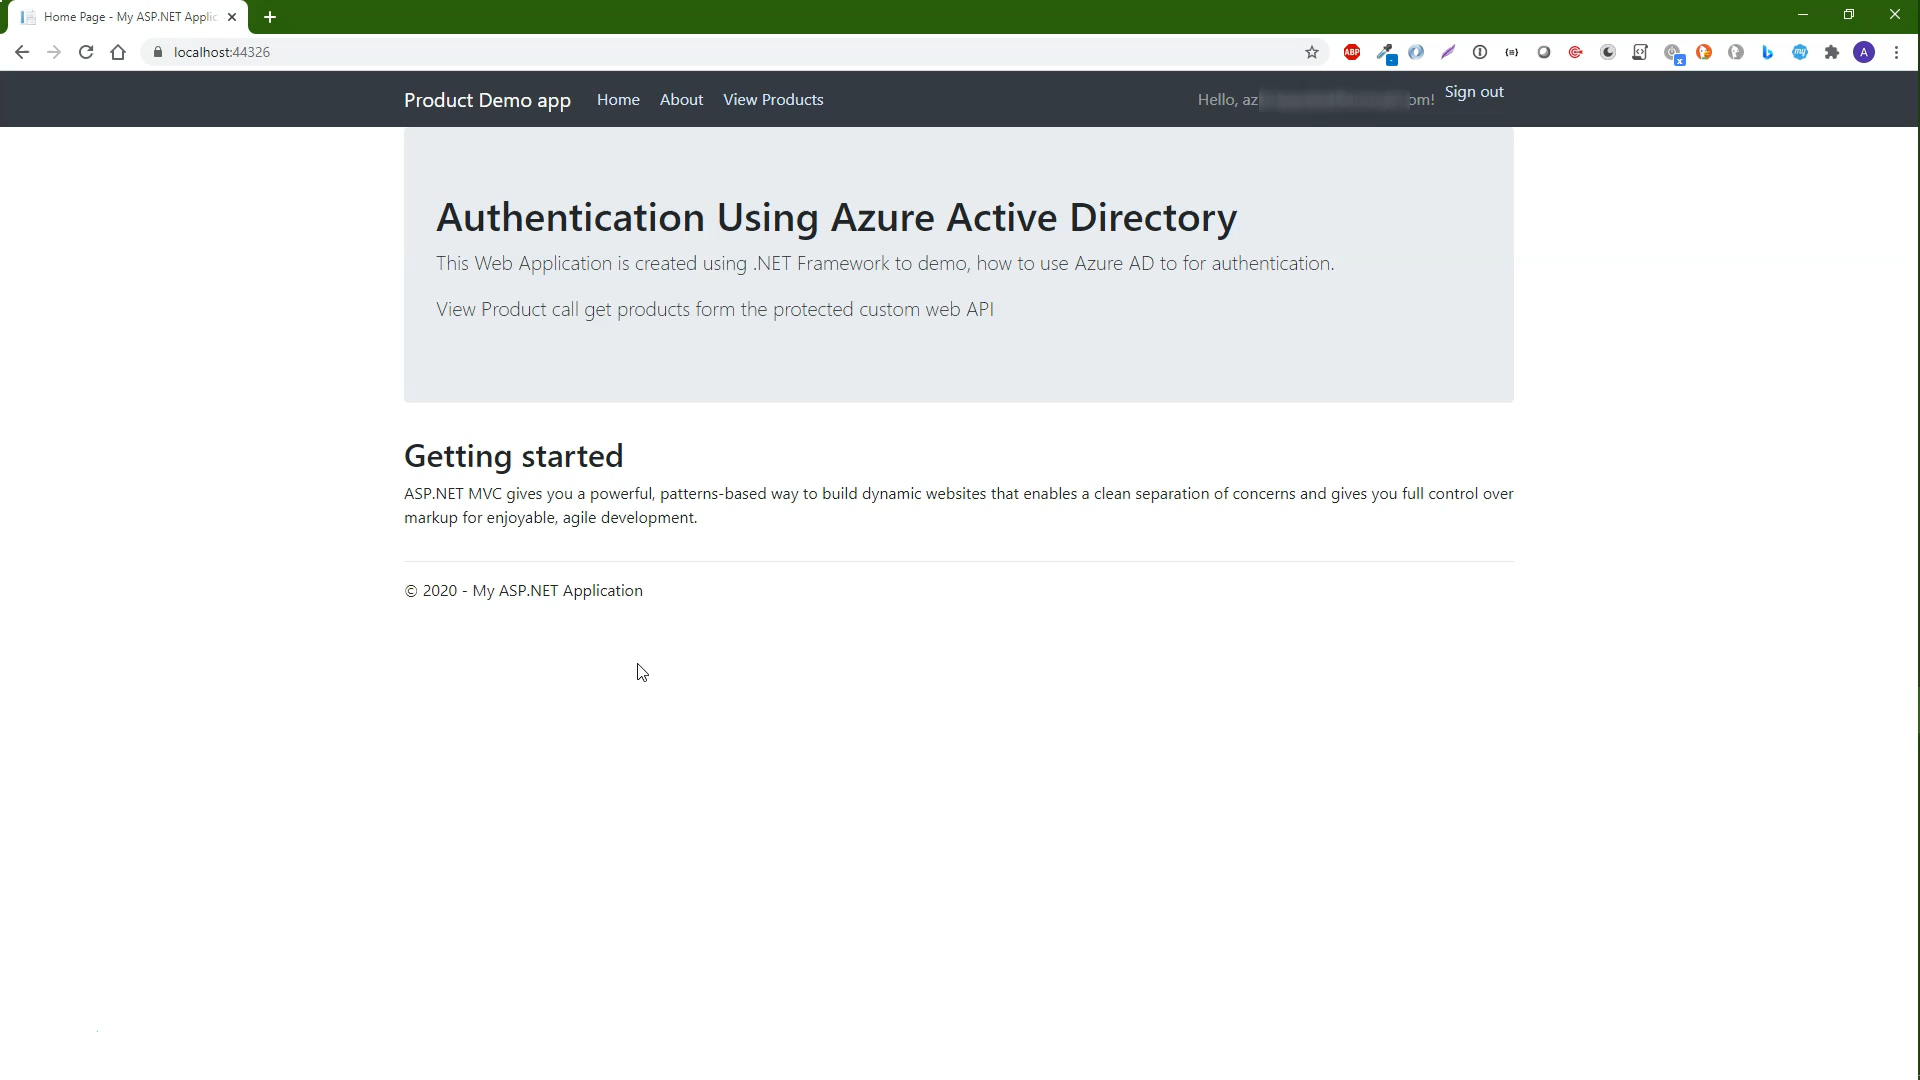 Home Page - My ASP.NET Applic
localhost:44326
ABP
A
Product Demo app Home About View Products Hello, az om! Sign out
Authentication Using Azure Active Directory
This Web Application is created using .NET Framework to demo, how to use Azure AD to for authentication.
View Product call get products form the protected custom web API
Getting started
ASP.NET MVC gives you a powerful, patterns-based way to build dynamic websites that enables a clean separation of concerns and gives you full control over
markup for enjoyable, agile development.
© 2020 - My ASP.NET Application